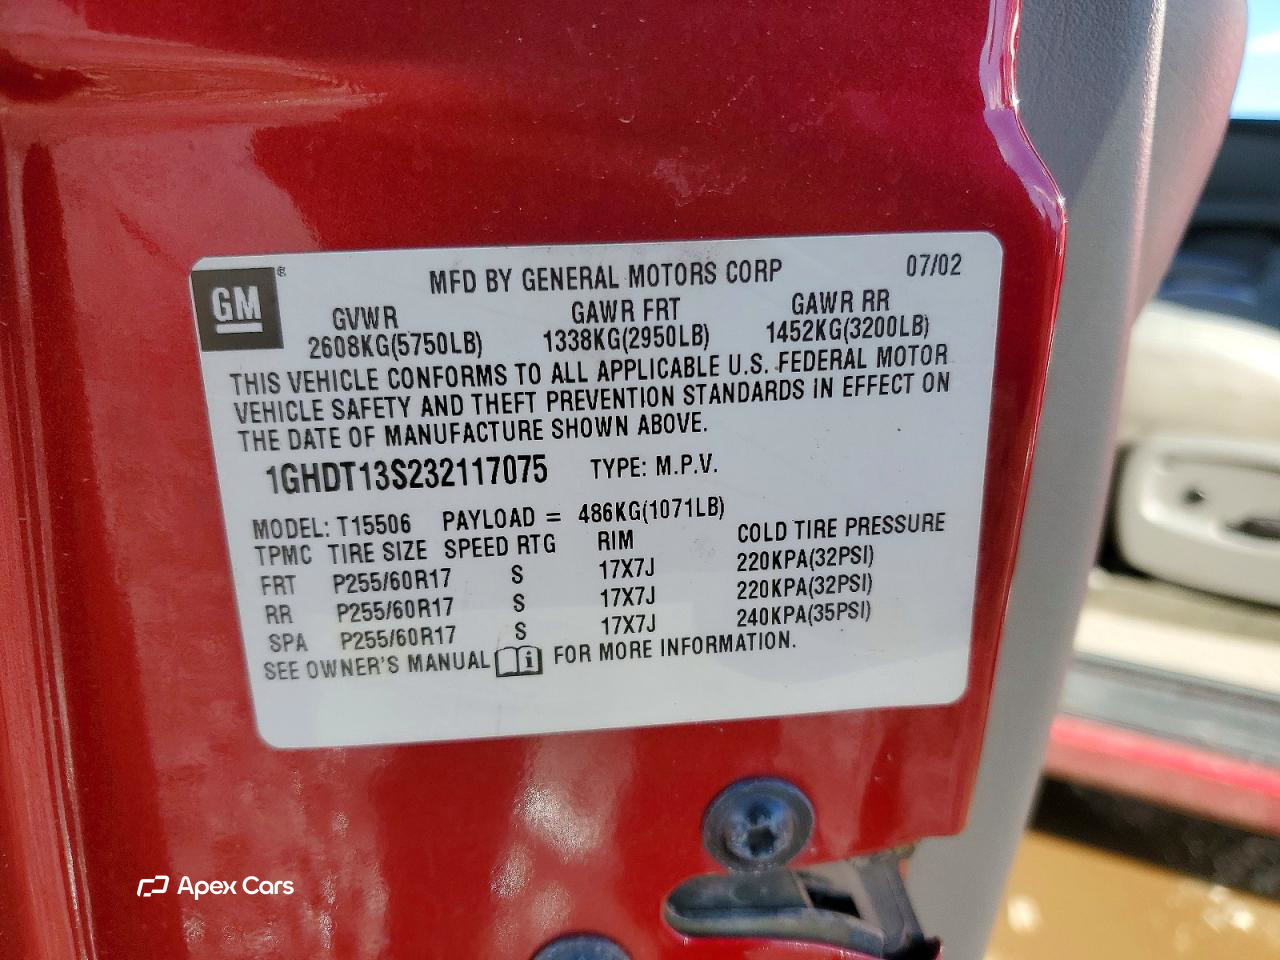 GM ®
MFD BY GENERAL MOTORS CORP 07/02
GVWR GAWR FRT GAWR RR
2608KG(5750LB) 1338KG(2950LB) 1452KG(3200LB)
THIS VEHICLE CONFORMS TO ALL APPLICABLE U.S. FEDERAL MOTOR
VEHICLE SAFETY AND THEFT PREVENTION STANDARDS IN EFFECT ON
THE DATE OF MANUFACTURE SHOWN ABOVE.
1GHDT13S232117075 TYPE: M.P.V.
MODEL: T15506 PAYLOAD = 486KG(1071LB)
TPMC TIRE SIZE SPEED RTG RIM COLD TIRE PRESSURE
FRT P255/60R17 S 17X7J 220KPA(32PSI)
RR P255/60R17 S 17X7J 220KPA(32PSI)
SPA P255/60R17 S 17X7J 240KPA(35PSI)
SEE OWNER'S MANUAL i FOR MORE INFORMATION.
Apex Cars